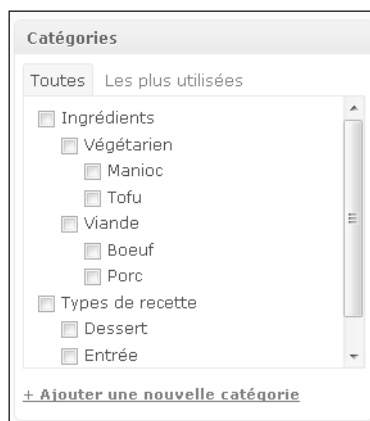 Catégories
Toutes Les plus utilisées
Ingrédients
Végétarien
Manioc
Tofu
Viande
Boeuf
Porc
Types de recette
Dessert
Entrée
+ Ajouter une nouvelle catégorie